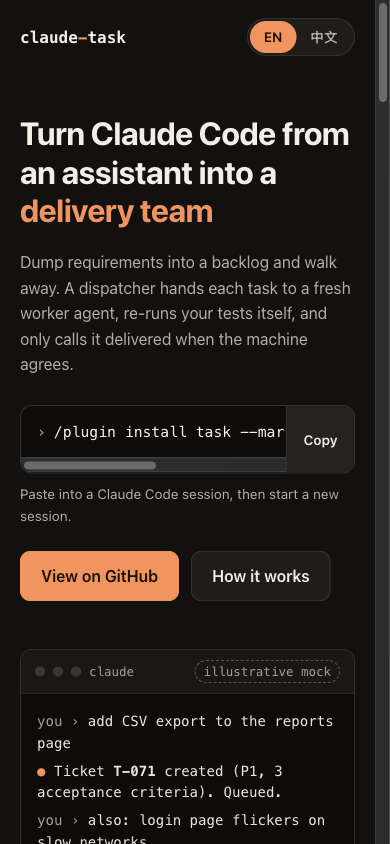 claude-task
EN 中文
Turn Claude Code from
an assistant into a
delivery team
Dump requirements into a backlog and walk
away. A dispatcher hands each task to a fresh
worker agent, re-runs your tests itself, and
only calls it delivered when the machine
agrees.
› /plugin install task --mar
Copy
Paste into a Claude Code session, then start a new
session.
View on GitHub
How it works
claude
illustrative mock
you › add CSV export to the reports
page
● Ticket T-071 created (P1, 3
acceptance criteria). Queued.
you › also: login page flickers on
slow networks